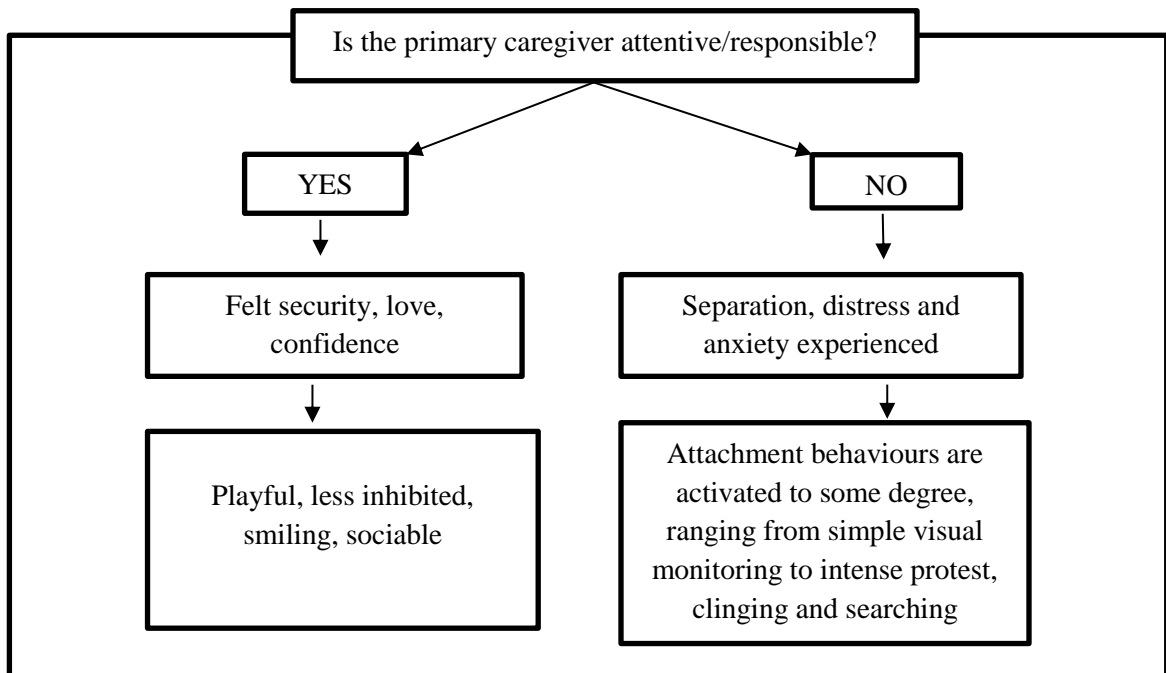 Is the primary caregiver attentive/responsible?
YES
NO
Felt security, love,
confidence
Separation, distress and
anxiety experienced
Playful, less inhibited,
smiling, sociable
Attachment behaviours are
activated to some degree,
ranging from simple visual
monitoring to intense protest,
clinging and searching